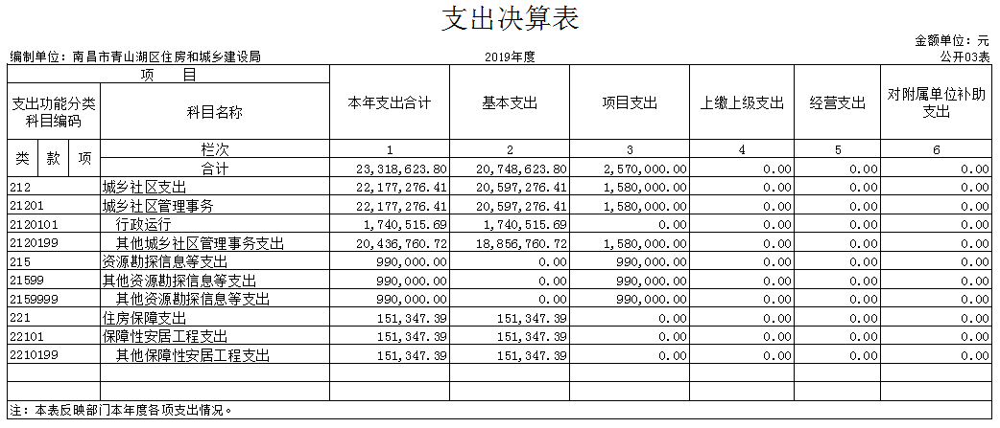 支出决算表
金额单位：元
编制单位：南昌市青山湖区住房和城乡建设局 2019年度 公开03表
项 目 本年支出合计 基本支出 项目支出 上缴上级支出 经营支出 对附属单位补助支出
支出功能分类科目编码 科目名称
类 款 项 栏次 1 2 3 4 5 6
合计 23,318,623.80 20,748,623.80 2,570,000.00 0.00 0.00 0.00
212 城乡社区支出 22,177,276.41 20,597,276.41 1,580,000.00 0.00 0.00 0.00
21201 城乡社区管理事务 22,177,276.41 20,597,276.41 1,580,000.00 0.00 0.00 0.00
2120101 行政运行 1,740,515.69 1,740,515.69 0.00 0.00 0.00 0.00
2120199 其他城乡社区管理事务支出 20,436,760.72 18,856,760.72 1,580,000.00 0.00 0.00 0.00
215 资源勘探信息等支出 990,000.00 0.00 990,000.00 0.00 0.00 0.00
21599 其他资源勘探信息等支出 990,000.00 0.00 990,000.00 0.00 0.00 0.00
2159999 其他资源勘探信息等支出 990,000.00 0.00 990,000.00 0.00 0.00 0.00
221 住房保障支出 151,347.39 151,347.39 0.00 0.00 0.00 0.00
22101 保障性安居工程支出 151,347.39 151,347.39 0.00 0.00 0.00 0.00
2210199 其他保障性安居工程支出 151,347.39 151,347.39 0.00 0.00 0.00 0.00
注：本表反映部门本年度各项支出情况。